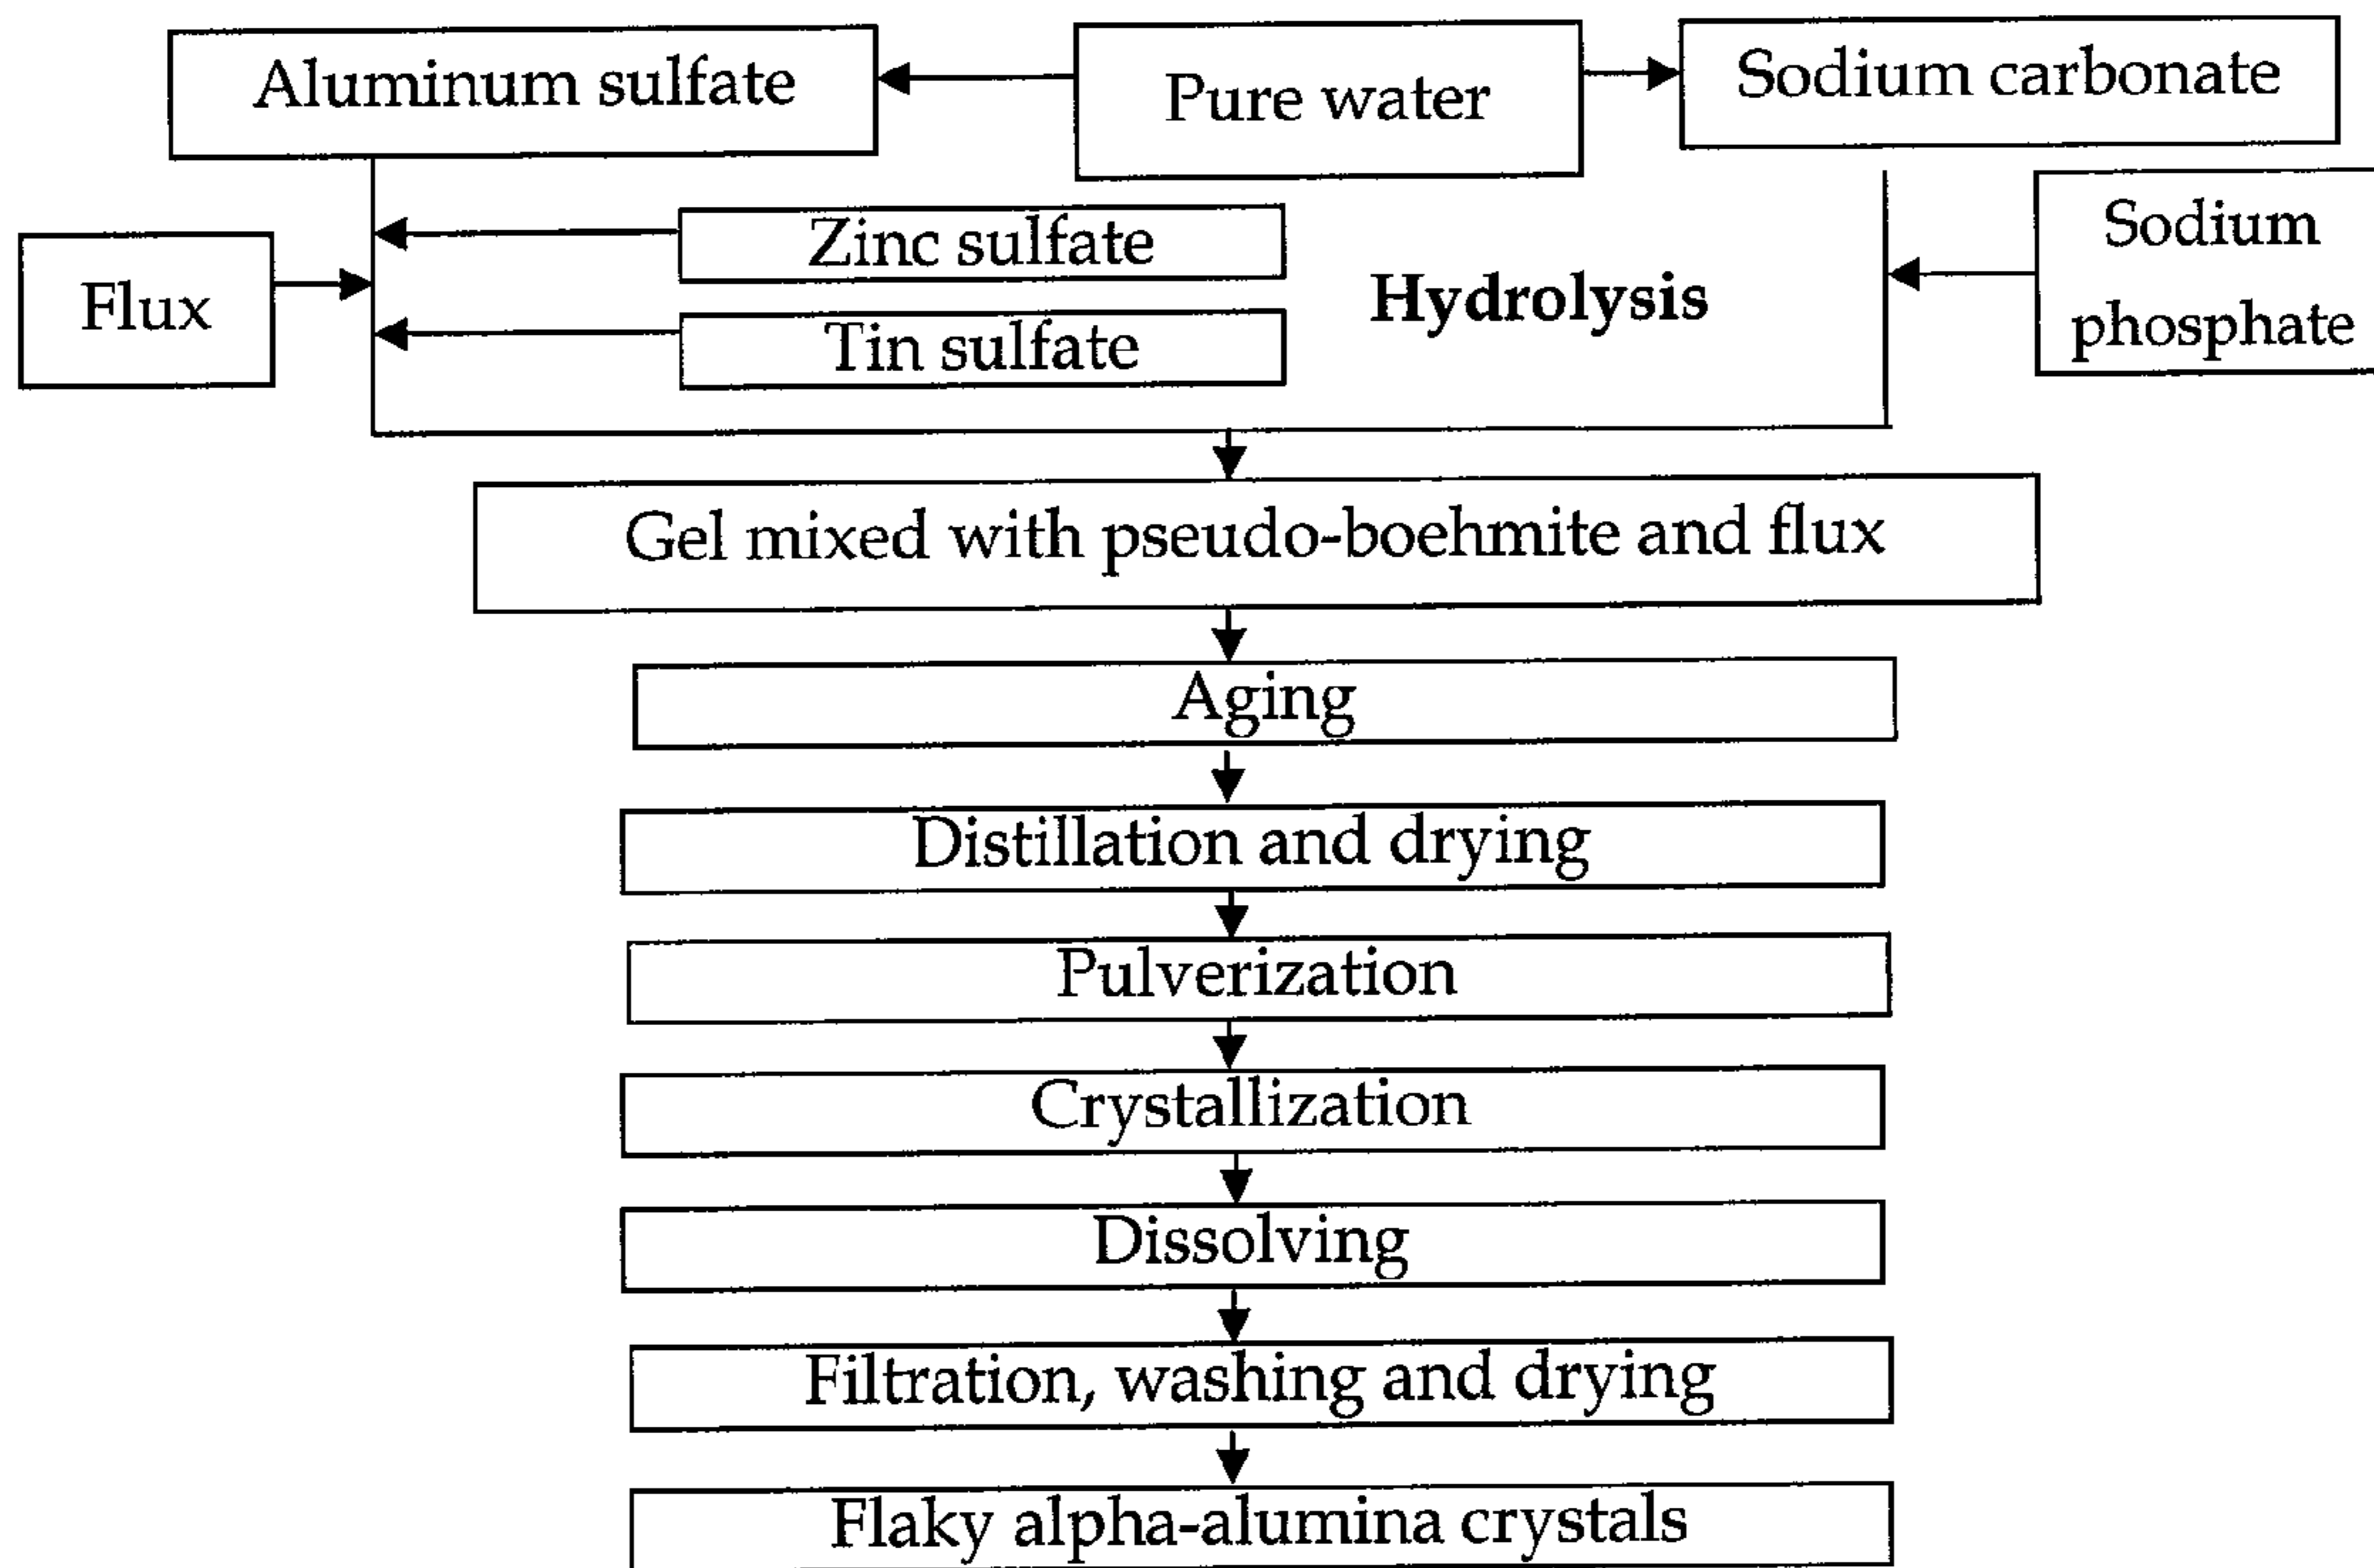 Aluminum sulfate
Pure water
Sodium carbonate
Zinc sulfate
Sodium
phosphate
Flux
Hydrolysis
Tin sulfate
Gel mixed with pseudo-boehmite and flux
Aging
Distillation and drying
Pulverization
Crystallization
Dissolving
Filtration, washing and drying
Flaky alpha-alumina crystals